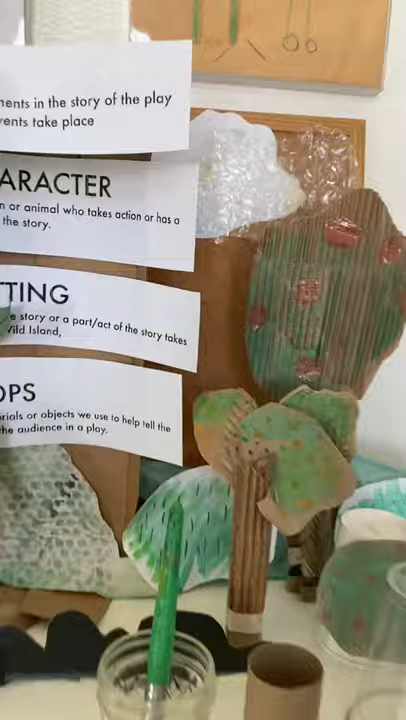 nents in the story of the play
vents take place
ARACTER
n or animal who takes action or has a
the story.
TTING
e story or a part/act of the story takes
Wild Island,
OPS
rials or objects we use to help tell the
the audience in a play.